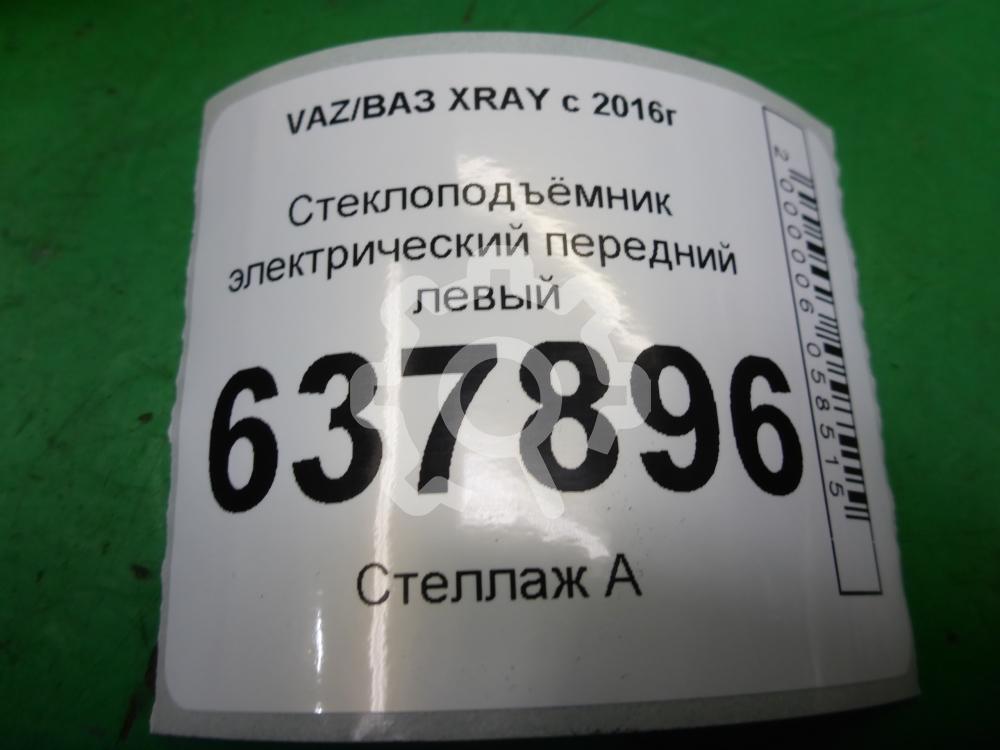 VAZ/ВАЗ XRAY с 2016г
Стеклоподъёмник
электрический передний
левый
637896
Стеллаж А
2000006058515